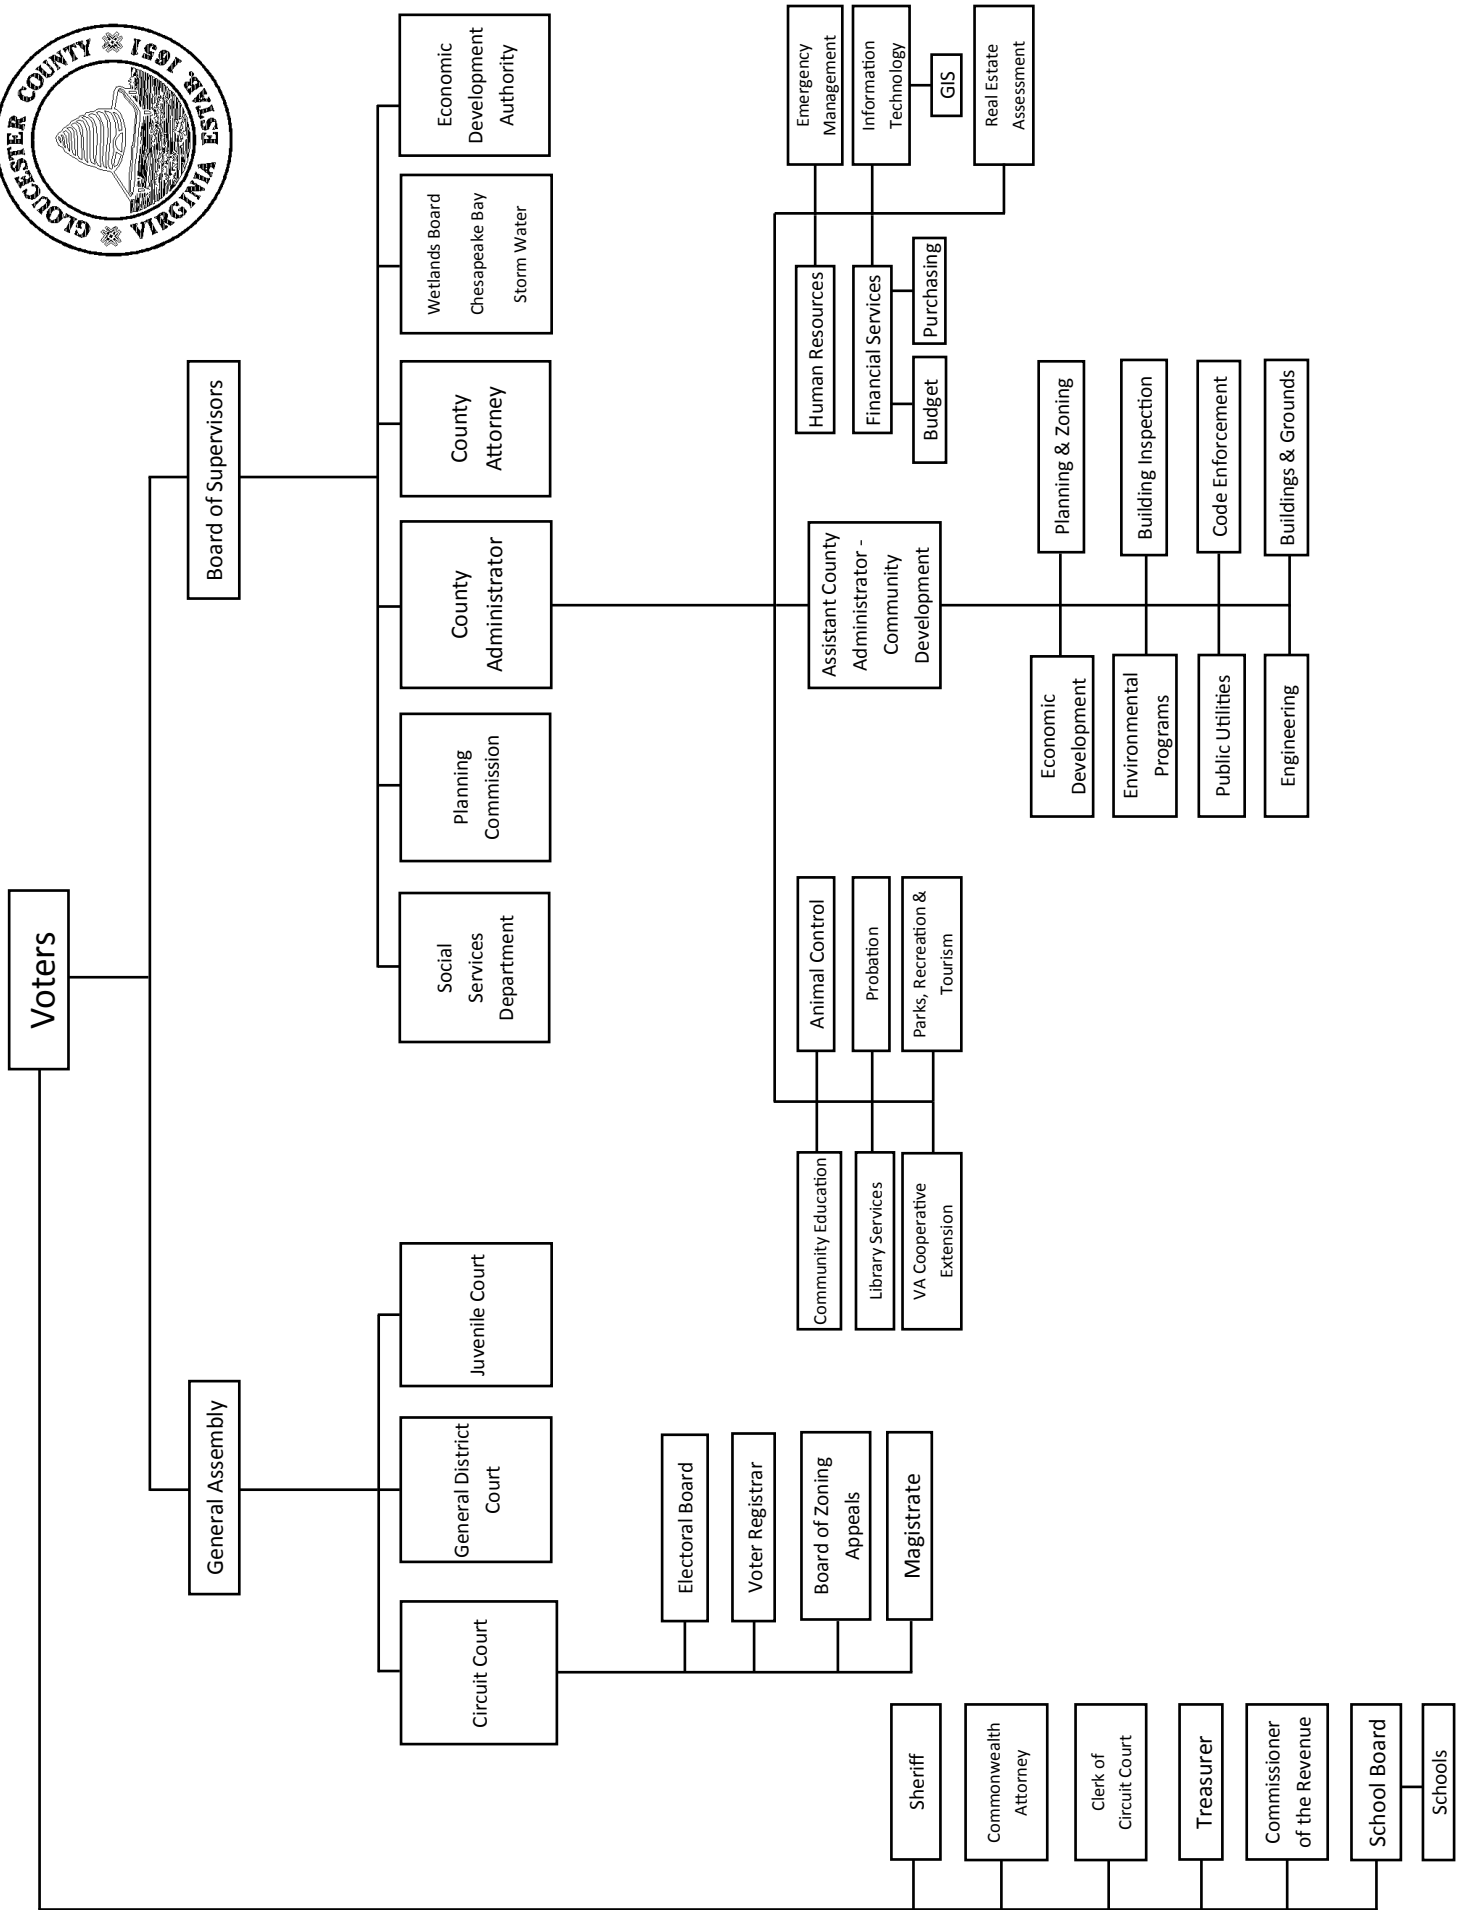 GLOUCESTER COUNTY
VIRGINIA ESTAB. 1651
Voters
General Assembly
Board of Supervisors
Circuit Court
General District
Court
Juvenile Court
Social
Services
Department
Planning
Commission
County
Administrator
County
Attorney
Wetlands Board
Chesapeake Bay
Storm Water
Economic
Development
Authority
Electoral Board
Voter Registrar
Board of Zoning
Appeals
Magistrate
Sheriff
Commonwealth
Attorney
Clerk of
Circuit Court
Treasurer
Commissioner
of the Revenue
School Board
Schools
Community Education
Animal Control
Library Services
Probation
VA Cooperative
Extension
Parks, Recreation &
Tourism
Assistant County
Administrator -
Community
Development
Economic
Development
Planning & Zoning
Environmental
Programs
Building Inspection
Public Utilities
Code Enforcement
Engineering
Buildings & Grounds
Human Resources
Emergency
Management
Financial Services
Information
Technology
Budget
Purchasing
GIS
Real Estate
Assessment